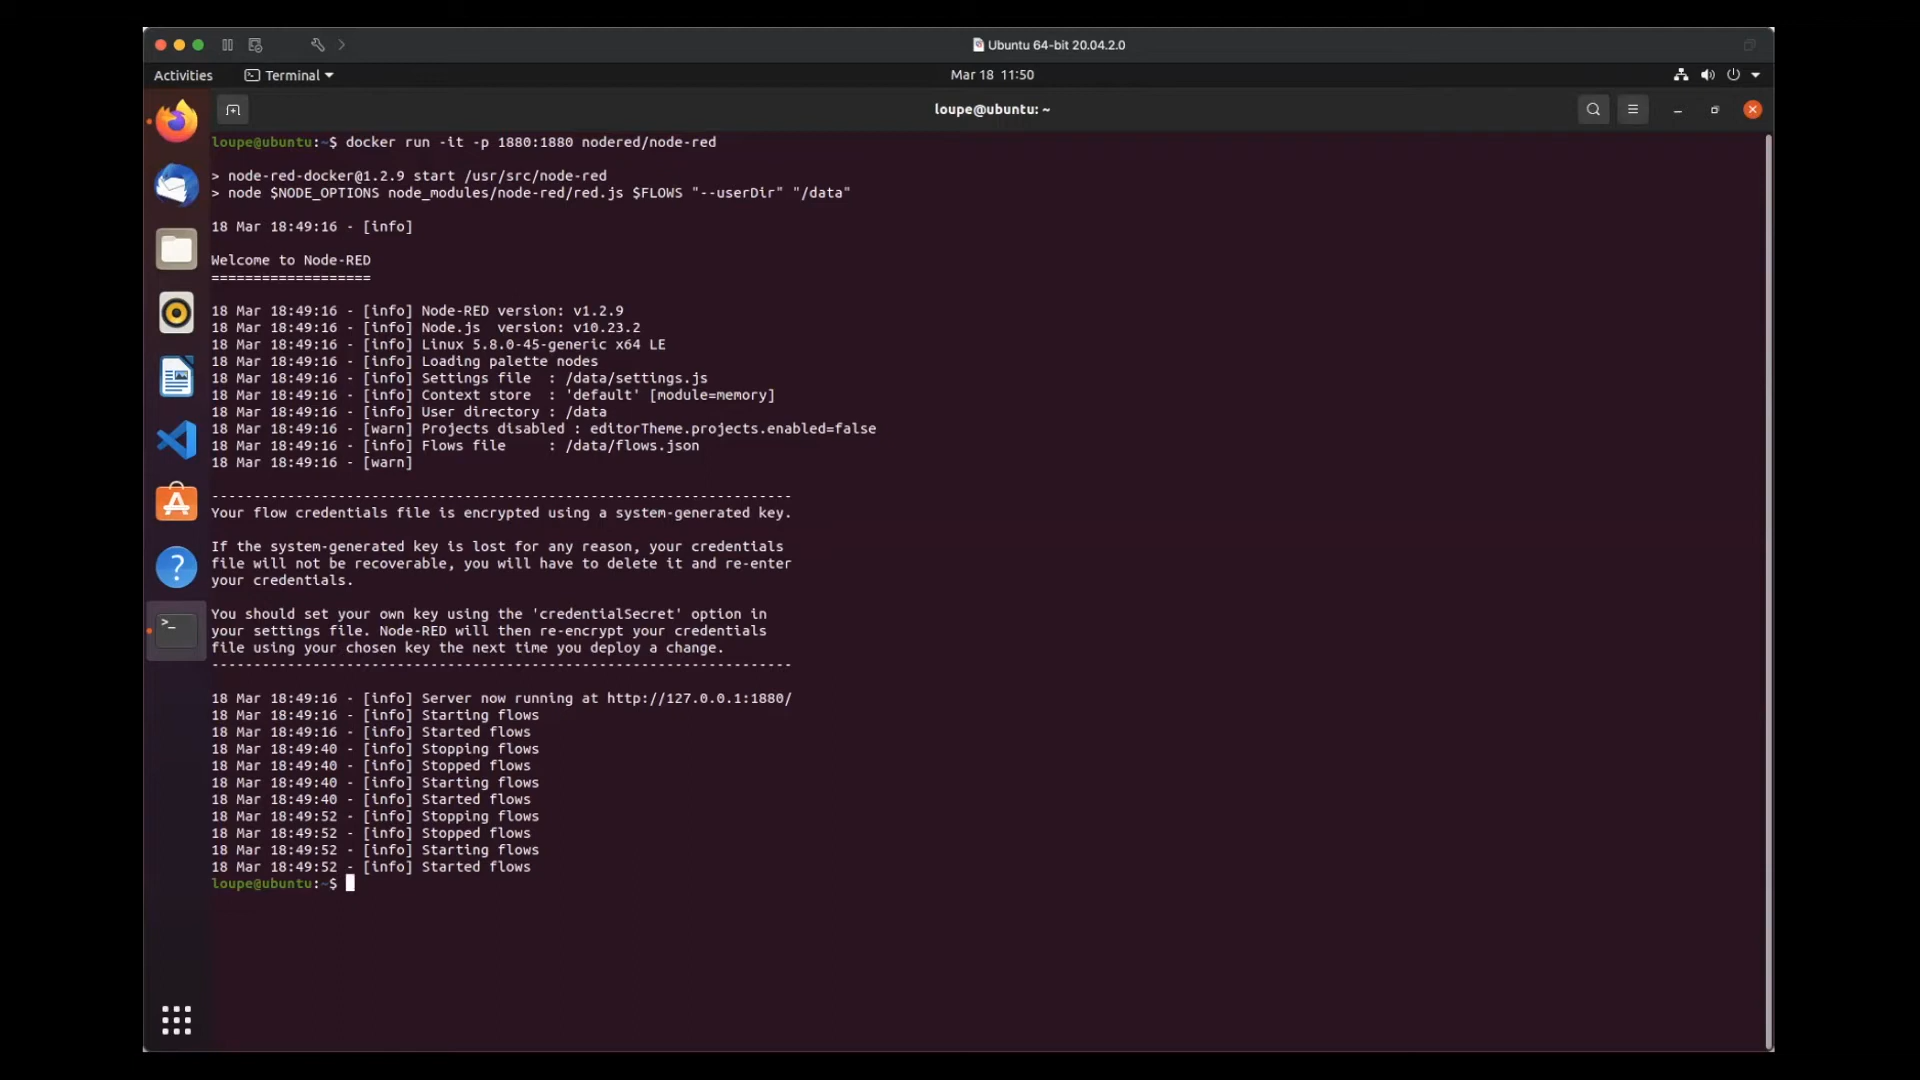 Ubuntu 64-bit 20.04.2.0
Activities
Terminal
Mar 18 11:50
loupe@ubuntu: ~
loupe@ubuntu:~$ docker run -it -p 1880:1880 nodered/node-red
> node-red-docker@1.2.9 start /usr/src/node-red
> node $NODE_OPTIONS node_modules/node-red/red.js $FLOWS "--userDir" "/data"
18 Mar 18:49:16 - [info]
Welcome to Node-RED
===================
18 Mar 18:49:16 - [info] Node-RED version: v1.2.9
18 Mar 18:49:16 - [info] Node.js  version: v10.23.2
18 Mar 18:49:16 - [info] Linux 5.8.0-45-generic x64 LE
18 Mar 18:49:16 - [info] Loading palette nodes
18 Mar 18:49:16 - [info] Settings file  : /data/settings.js
18 Mar 18:49:16 - [info] Context store  : 'default' [module=memory]
18 Mar 18:49:16 - [info] User directory : /data
18 Mar 18:49:16 - [warn] Projects disabled : editorTheme.projects.enabled=false
18 Mar 18:49:16 - [info] Flows file     : /data/flows.json
18 Mar 18:49:16 - [warn]
---------------------------------------------------------------------
Your flow credentials file is encrypted using a system-generated key.
If the system-generated key is lost for any reason, your credentials
file will not be recoverable, you will have to delete it and re-enter
your credentials.
You should set your own key using the 'credentialSecret' option in
your settings file. Node-RED will then re-encrypt your credentials
file using your chosen key the next time you deploy a change.
---------------------------------------------------------------------
18 Mar 18:49:16 - [info] Server now running at http://127.0.0.1:1880/
18 Mar 18:49:16 - [info] Starting flows
18 Mar 18:49:16 - [info] Started flows
18 Mar 18:49:40 - [info] Stopping flows
18 Mar 18:49:40 - [info] Stopped flows
18 Mar 18:49:40 - [info] Starting flows
18 Mar 18:49:40 - [info] Started flows
18 Mar 18:49:52 - [info] Stopping flows
18 Mar 18:49:52 - [info] Stopped flows
18 Mar 18:49:52 - [info] Starting flows
18 Mar 18:49:52 - [info] Started flows
loupe@ubuntu:~$